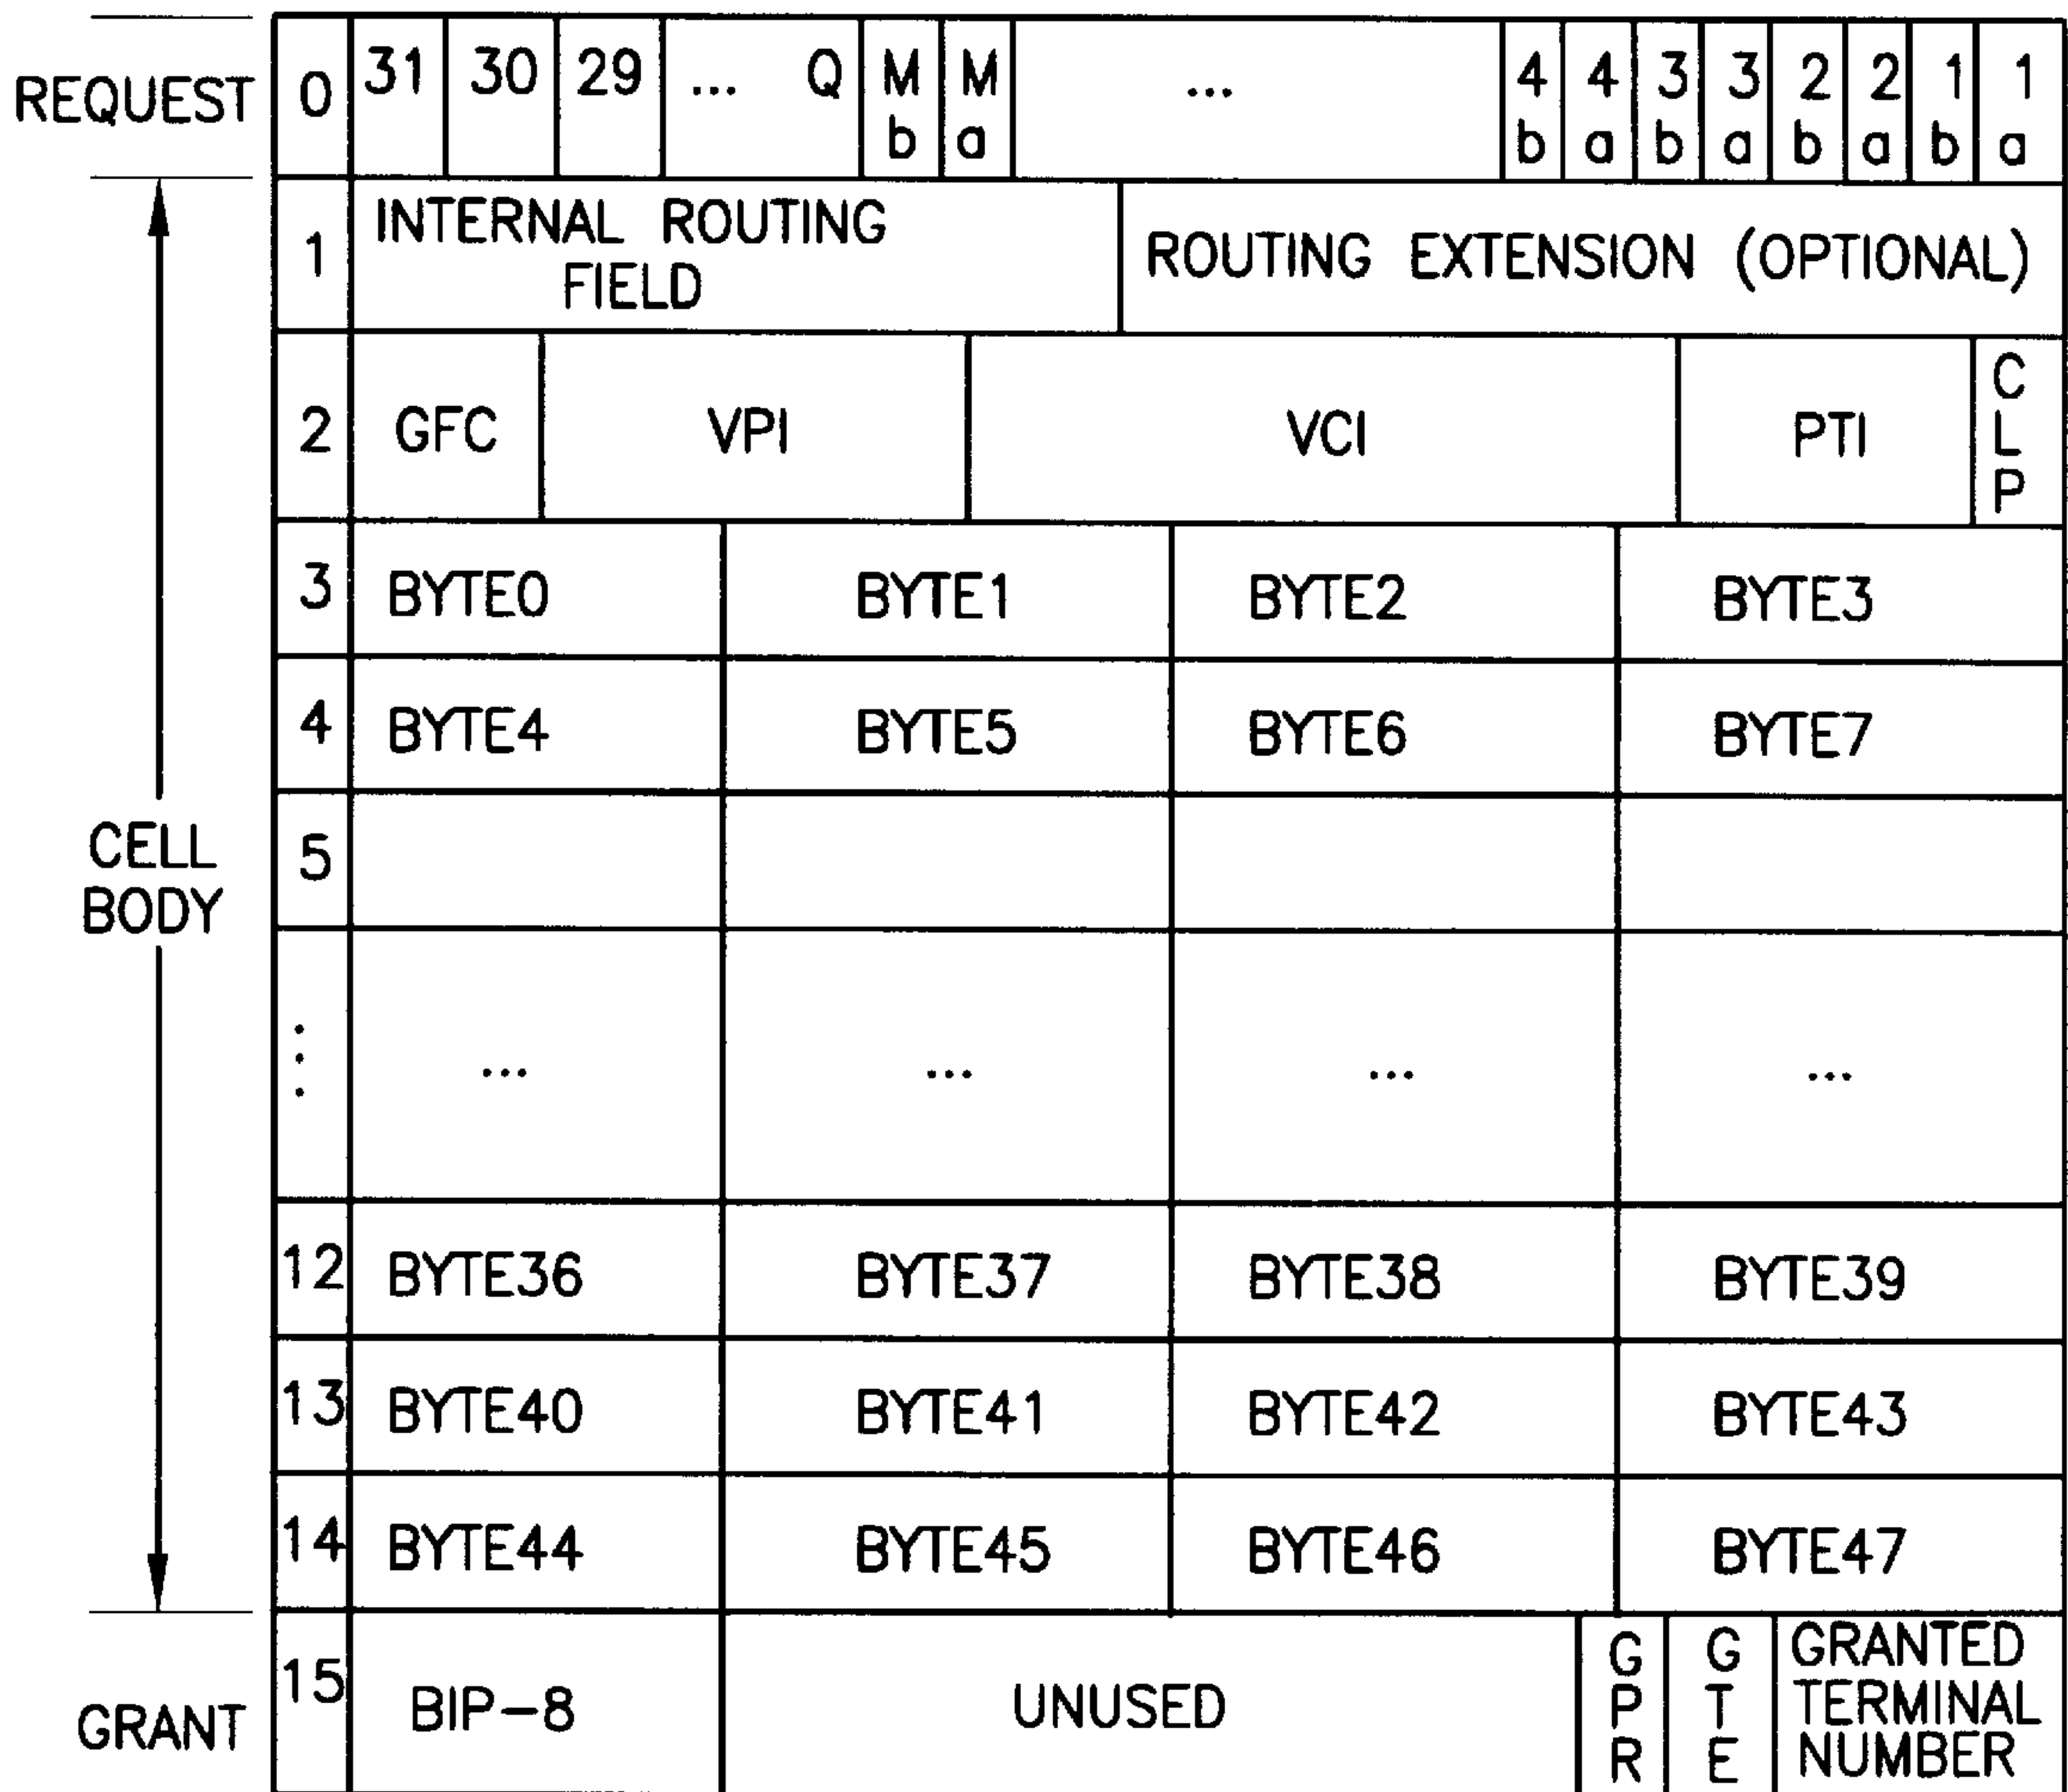 REQUEST 0 31 30 29 ... Q M b M a ... 4 b 4 a 3 b 3 a 2 b 2 a 1 b 1 a
1 INTERNAL ROUTING FIELD ROUTING EXTENSION (OPTIONAL)
2 GFC VPI VCI PTI CLP
3 BYTE0 BYTE1 BYTE2 BYTE3
4 BYTE4 BYTE5 BYTE6 BYTE7
CELL BODY
5
... ... ... ... ...
12 BYTE36 BYTE37 BYTE38 BYTE39
13 BYTE40 BYTE41 BYTE42 BYTE43
14 BYTE44 BYTE45 BYTE46 BYTE47
GRANT 15 BIP-8 UNUSED GPR GTE GRANTED TERMINAL NUMBER